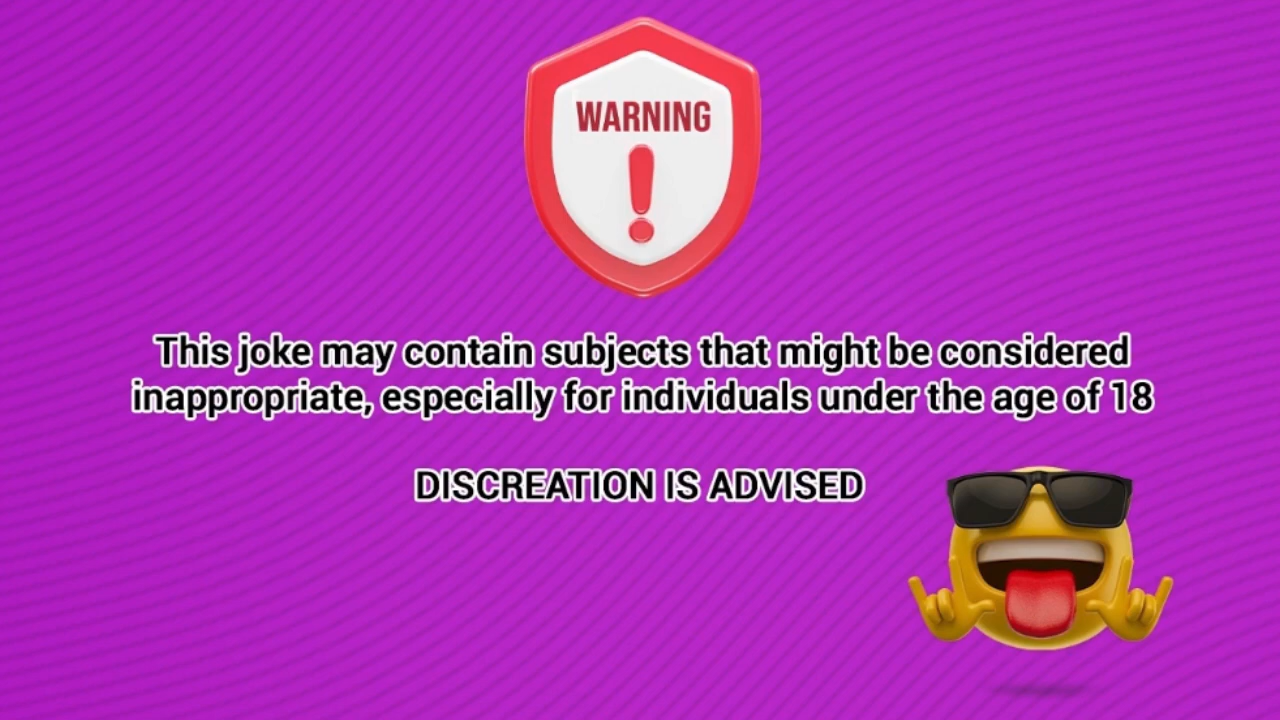 WARNING
This joke may contain subjects that might be considered
inappropriate, especially for individuals under the age of 18
DISCREATION IS ADVISED